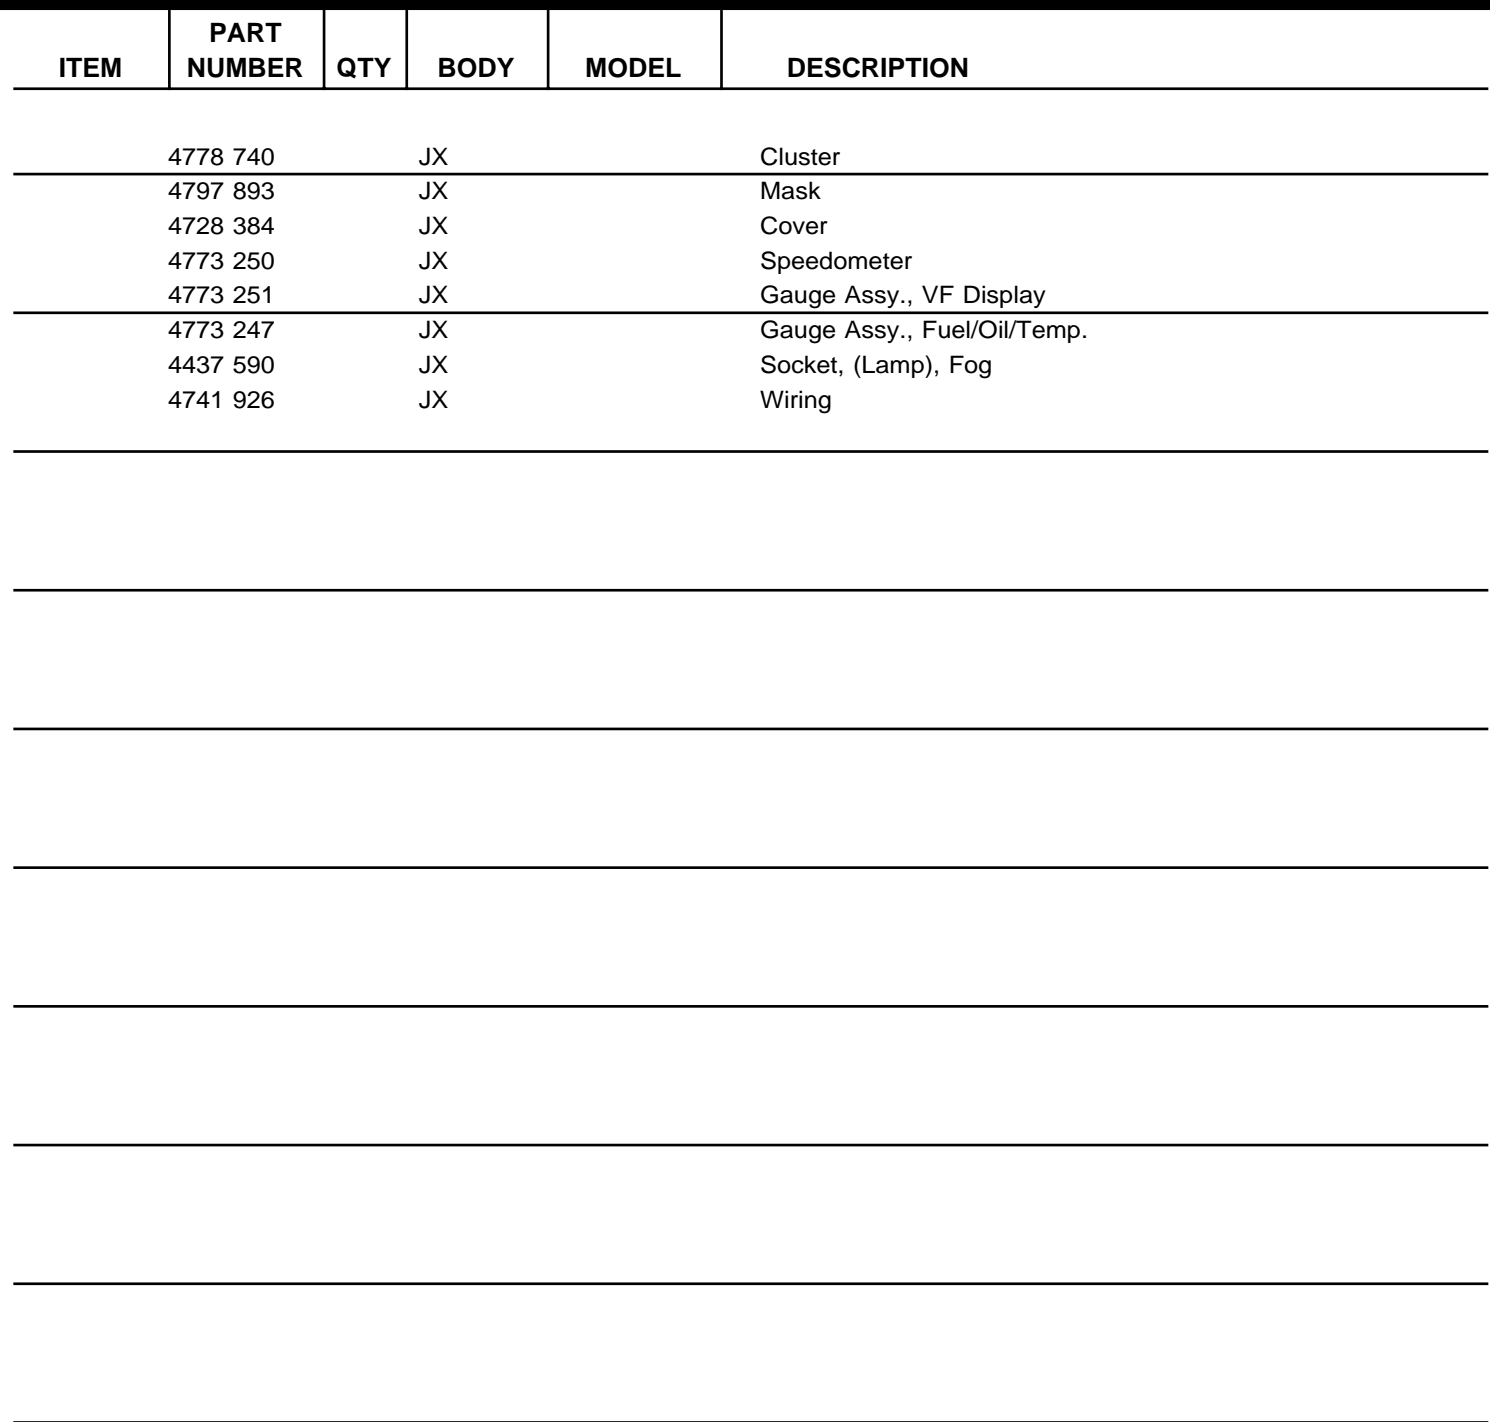 PART
ITEM NUMBER QTY BODY MODEL DESCRIPTION
4778 740 JX Cluster
4797 893 JX Mask
4728 384 JX Cover
4773 250 JX Speedometer
4773 251 JX Gauge Assy., VF Display
4773 247 JX Gauge Assy., Fuel/Oil/Temp.
4437 590 JX Socket, (Lamp), Fog
4741 926 JX Wiring